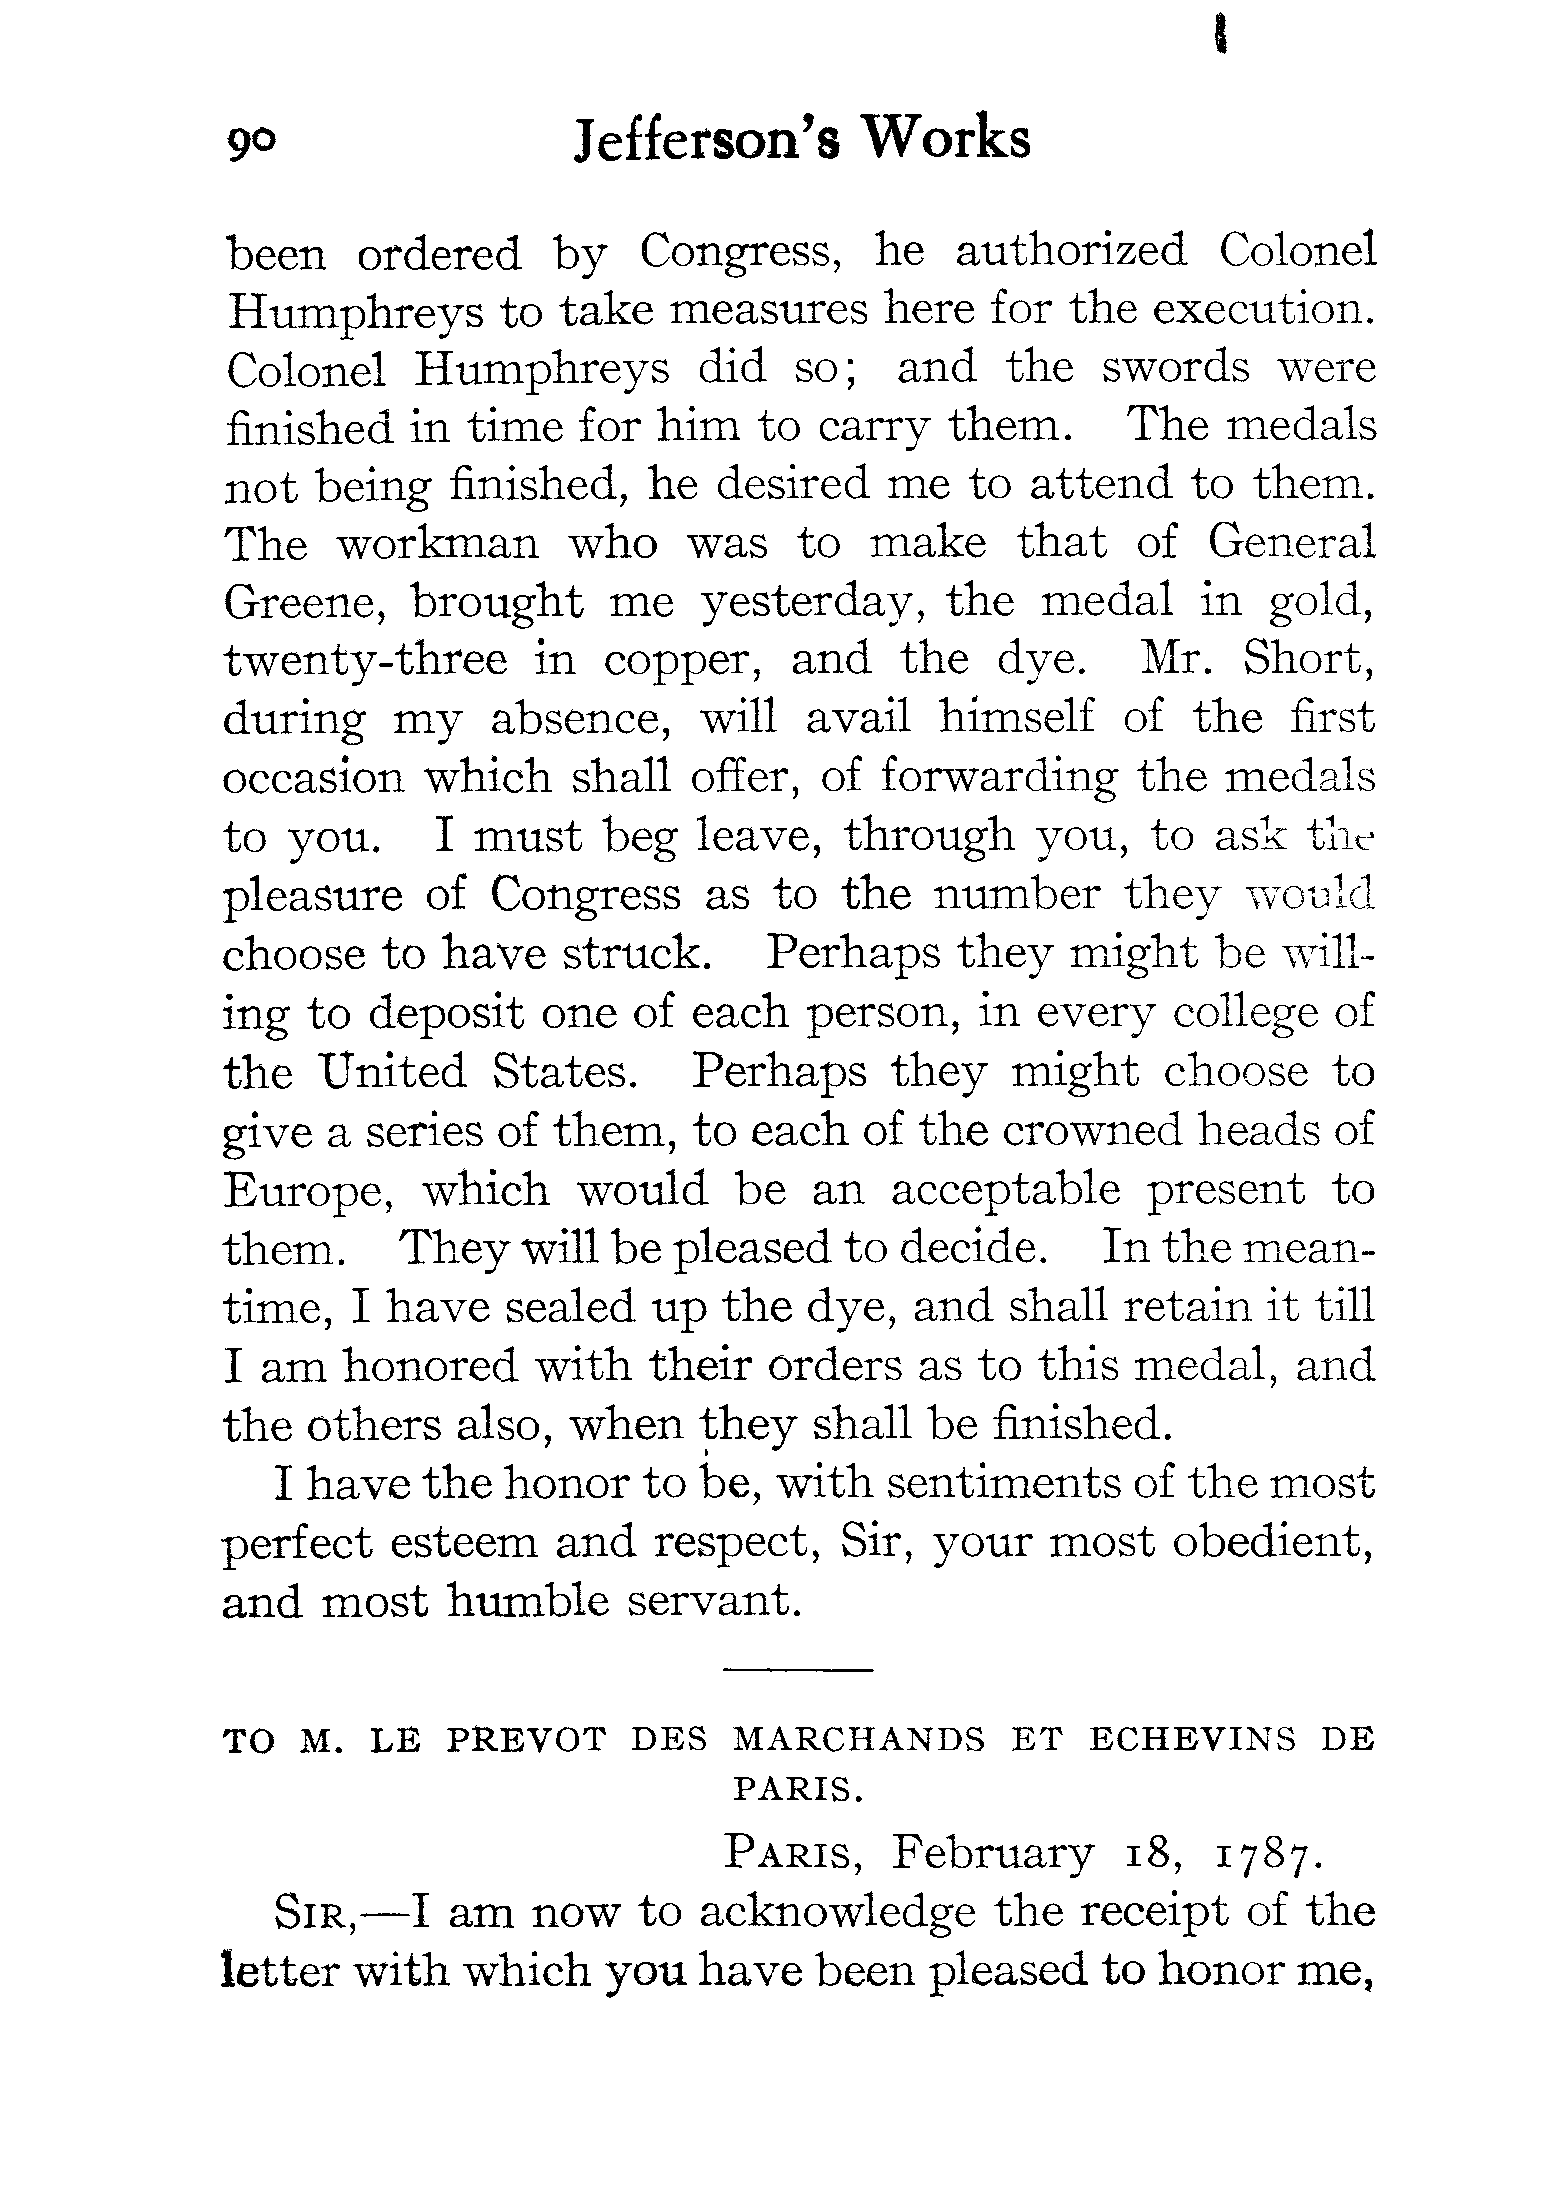 90 Jefferson's Works
been ordered by Congress, he authorized Colonel
Humphreys to take measures here for the execution.
Colonel Humphreys did so; and the swords were
finished in time for him to carry them. The medals
not being finished, he desired me to attend to them.
The workman who was to make that of General
Greene, brought me yesterday, the medal in gold,
twenty-three in copper, and the dye. Mr. Short,
during my absence, will avail himself of the first
occasion which shall offer, of forwarding the medals
to you. I must beg leave, through you, to ask the
pleasure of Congress as to the number they would
choose to have struck. Perhaps they might be will-
ing to deposit one of each person, in every college of
the United States. Perhaps they might choose to
give a series of them, to each of the crowned heads of
Europe, which would be an acceptable present to
them. They will be pleased to decide. In the mean-
time, I have sealed up the dye, and shall retain it till
I am honored with their orders as to this medal, and
the others also, when they shall be finished.
I have the honor to be, with sentiments of the most
perfect esteem and respect, Sir, your most obedient,
and most humble servant.
TO M. LE PREVOT DES MARCHANDS ET ECHEVINS DE
PARIS.
PARIS, February 18, 1787.
SIR,—I am now to acknowledge the receipt of the
letter with which you have been pleased to honor me,